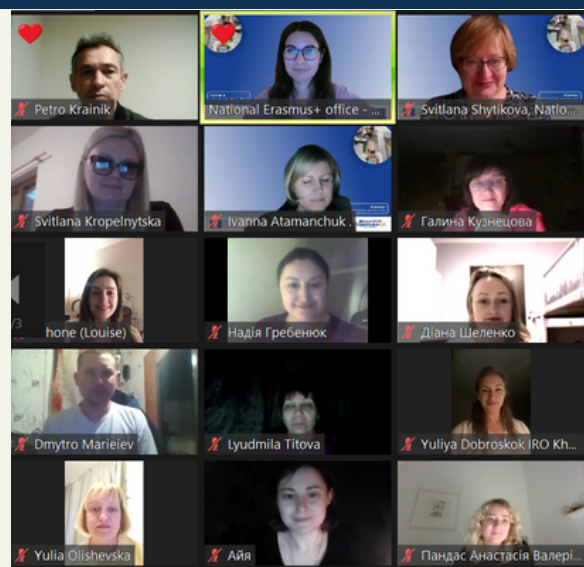 Petro Krainik
National Erasmus+ office - ...
Svitlana Shytikova, Natio...
Svitlana Kropelnytska
Ivanna Atamanchuk
Галина Кузнецова
/3
hone (Louise)
Надія Гребенюк
Діана Шеленко
Dmytro Marieiev
Lyudmila Titova
Yuliya Dobroskok IRO Kh...
Yulia Olishevska
Айя
Пандас Анастасія Валері...